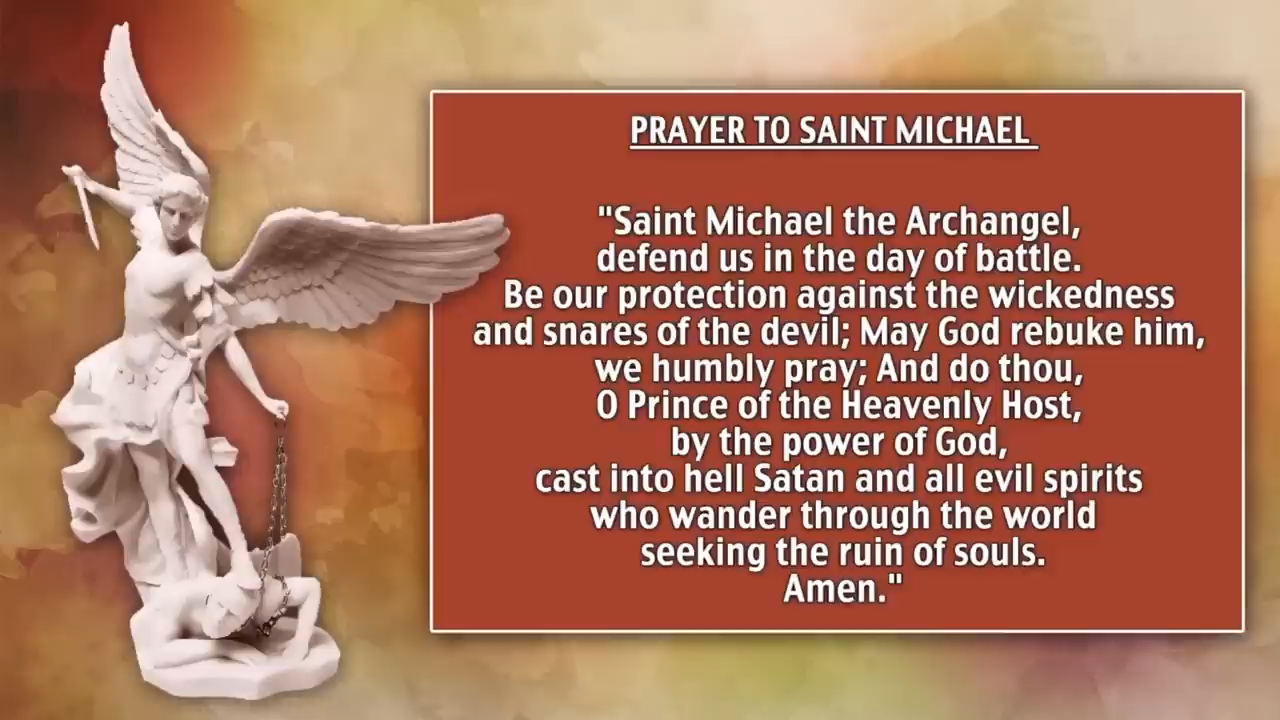 PRAYER TO SAINT MICHAEL
"Saint Michael the Archangel,
defend us in the day of battle.
Be our protection against the wickedness
and snares of the devil; May God rebuke him,
we humbly pray; And do thou,
O Prince of the Heavenly Host,
by the power of God,
cast into hell Satan and all evil spirits
who wander through the world
seeking the ruin of souls.
Amen."